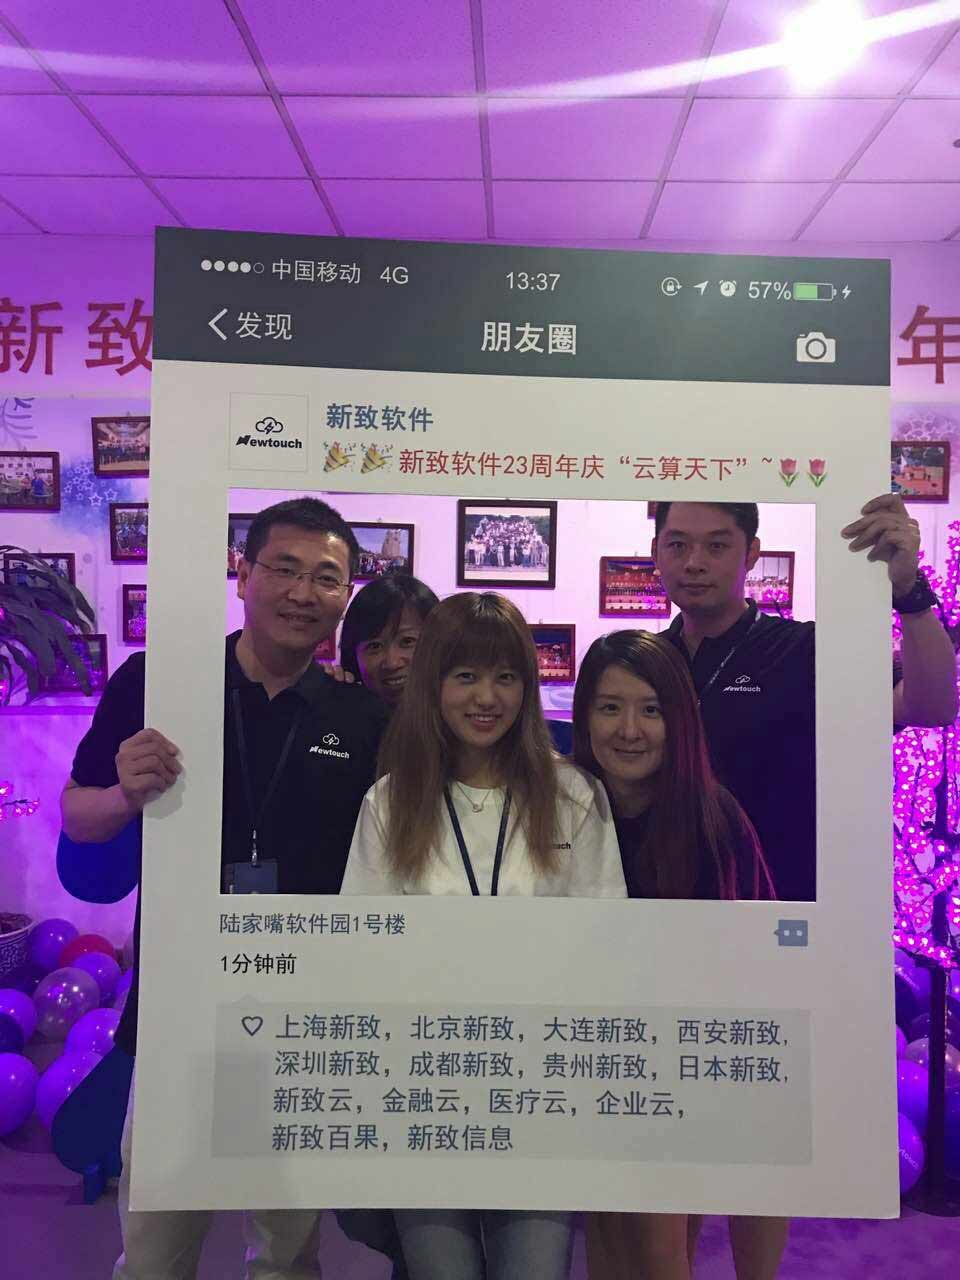 中国移动 4G 13:37 57%
新致 年
发现 朋友圈
Newtouch 新致软件
新致软件23周年庆“云算天下”~
Newtouch
Newtouch
touch
陆家嘴软件园1号楼
1分钟前
上海新致，北京新致，大连新致，西安新致，
深圳新致，成都新致，贵州新致，日本新致，
新致云，金融云，医疗云，企业云，
新致百果，新致信息
Newtouch